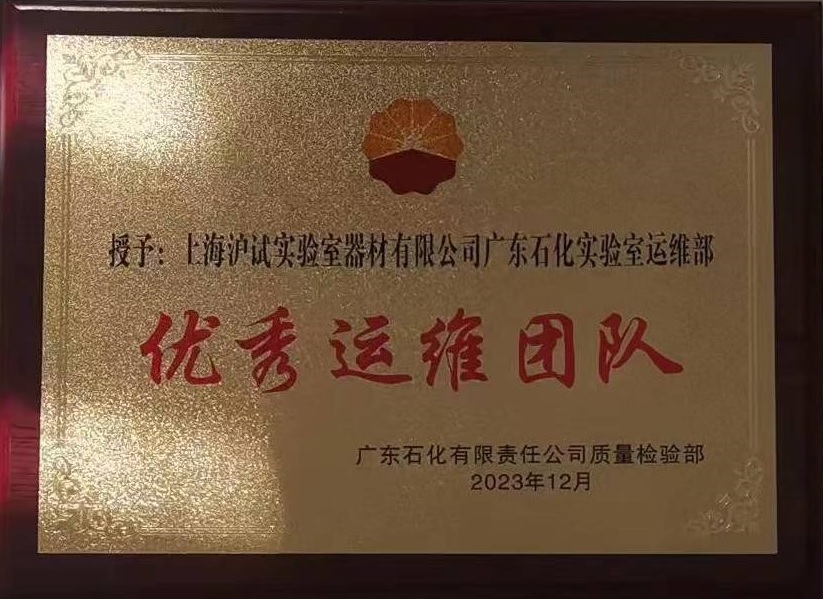 授予：上海沪试实验室器材有限公司广东石化实验室运维部
优秀运维团队
广东石化有限责任公司质量检验部
2023年12月